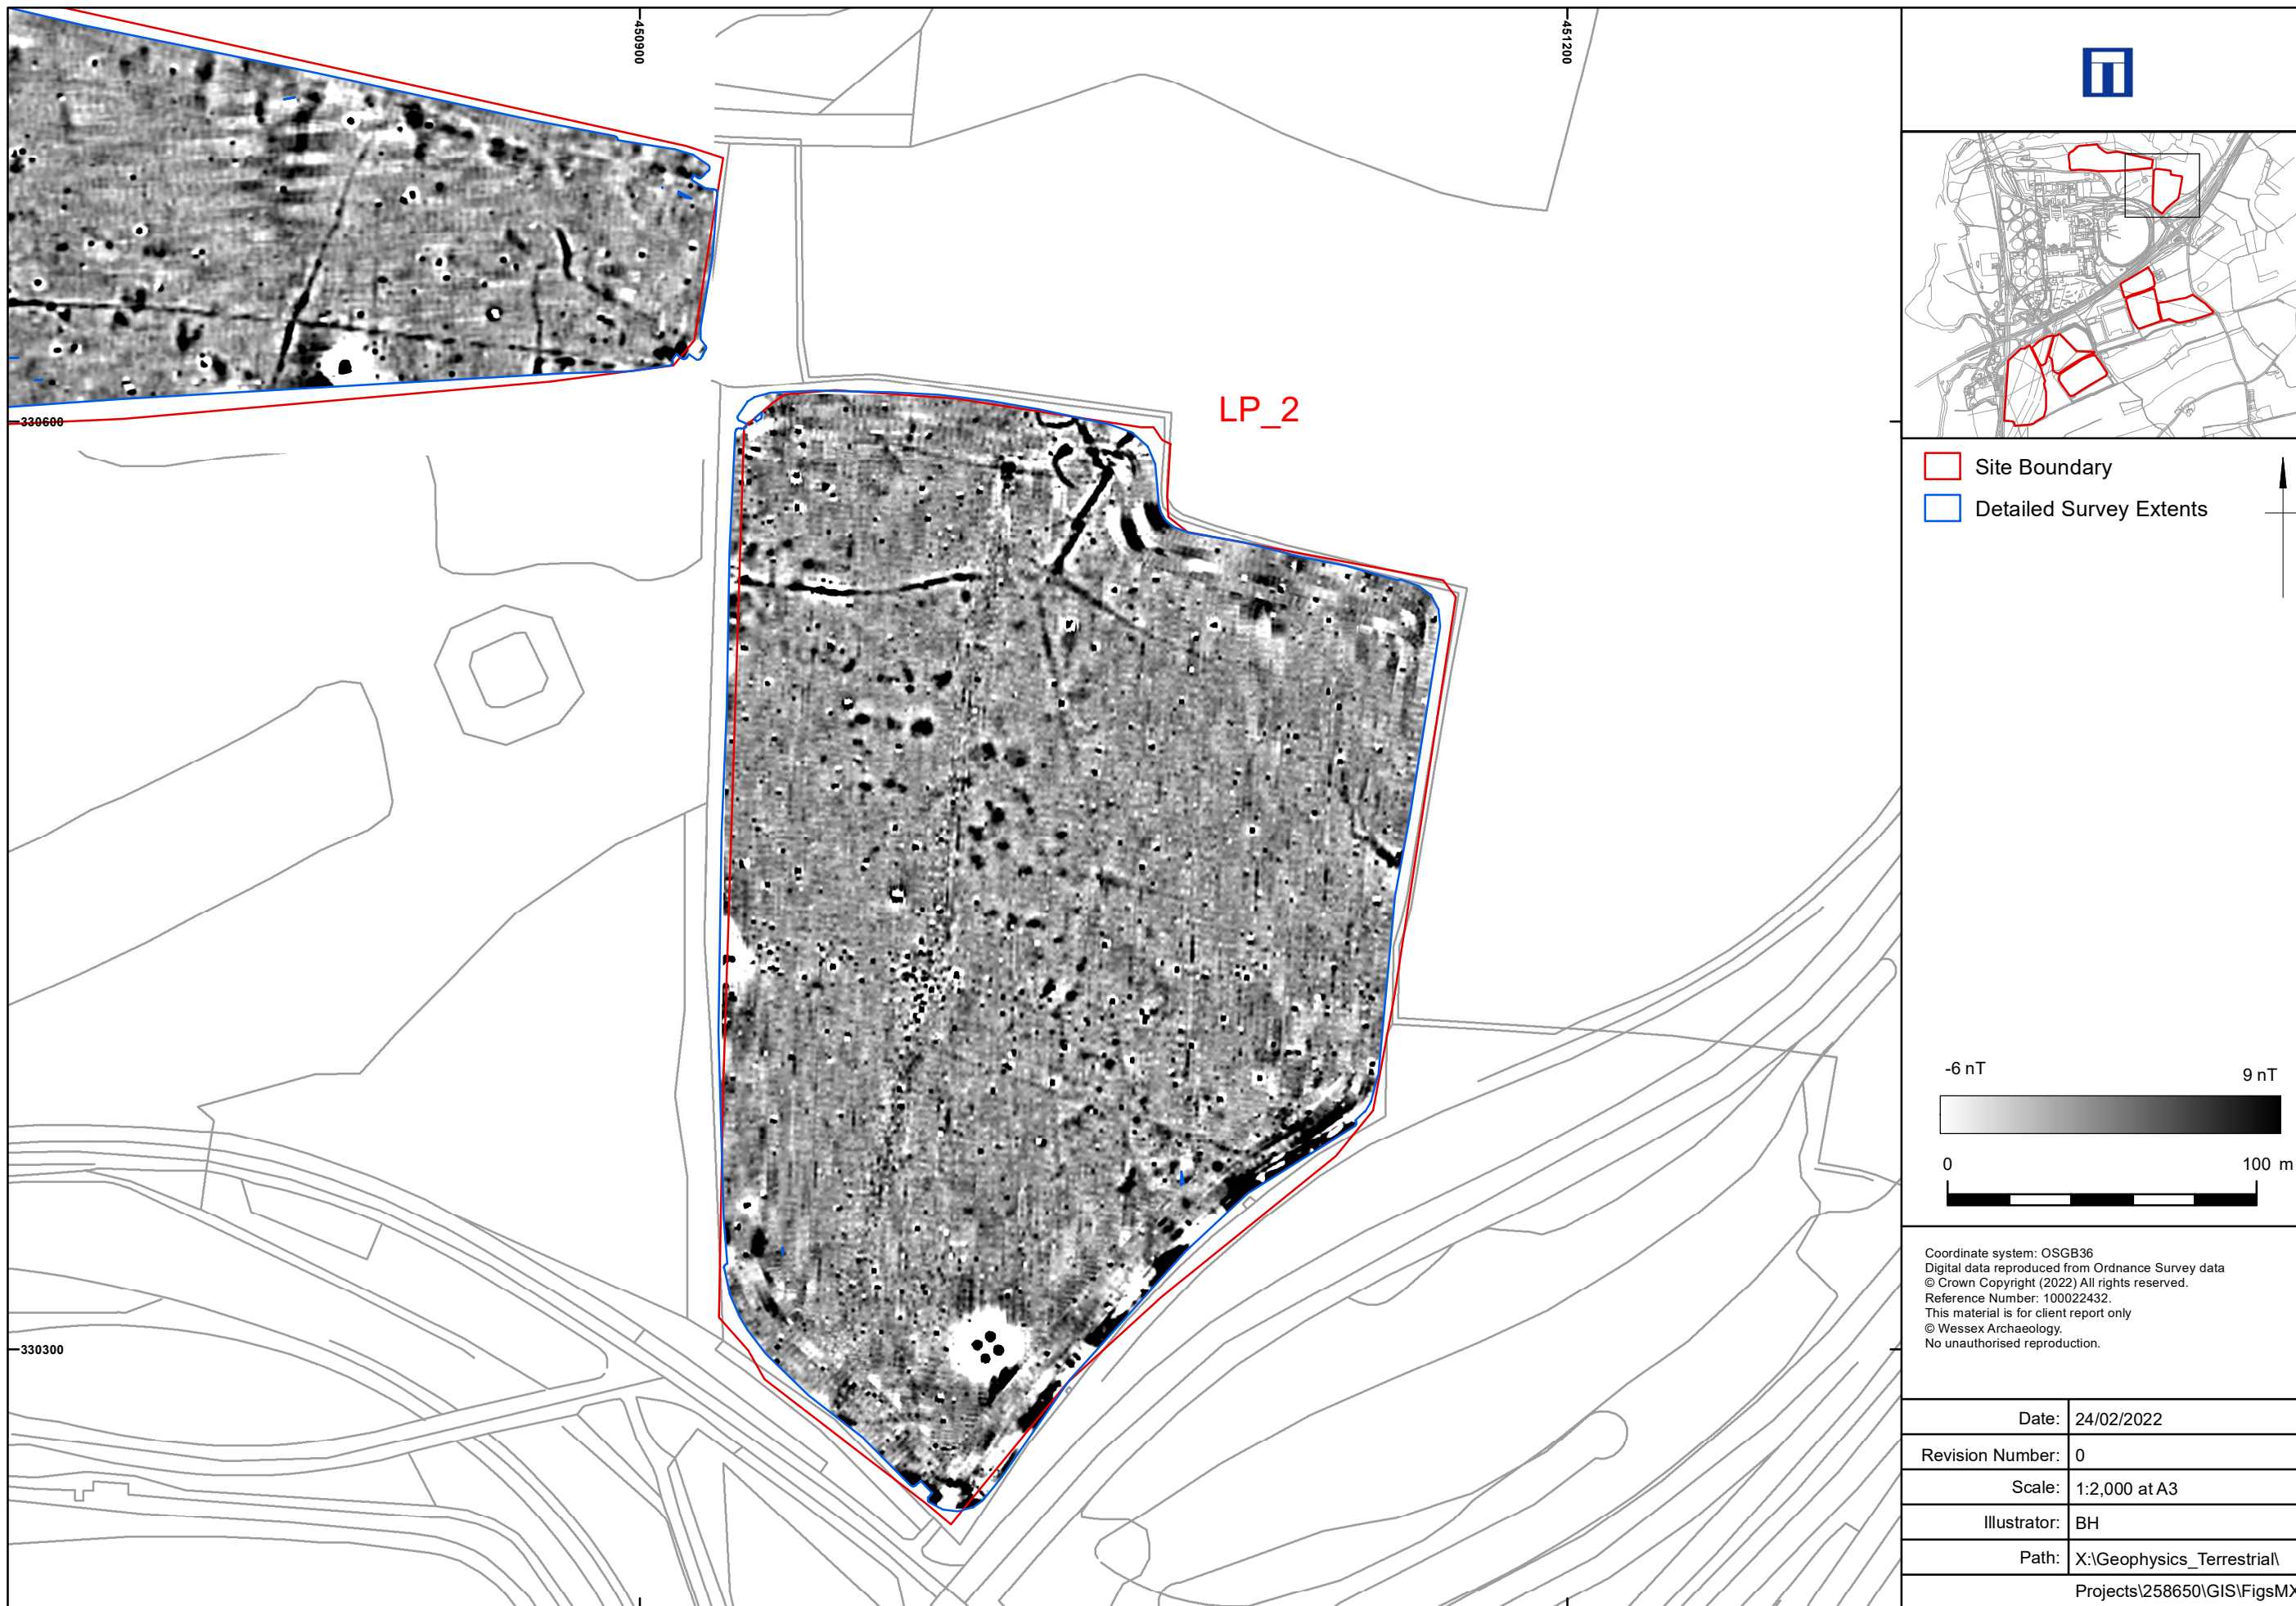 450900
451200
330600
LP_2
330300
Site Boundary
Detailed Survey Extents
-6 nT
9 nT
0
100 m
Coordinate system: OSGB36
Digital data reproduced from Ordnance Survey data
© Crown Copyright (2022) All rights reserved.
Reference Number: 100022432.
This material is for client report only
© Wessex Archaeology.
No unauthorised reproduction.
Date: 24/02/2022
Revision Number: 0
Scale: 1:2,000 at A3
Illustrator: BH
Path: X:\Geophysics_Terrestrial\
Projects\258650\GIS\FigsMX